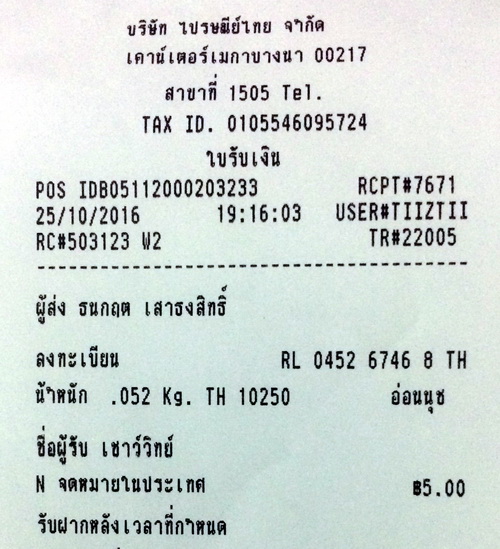 บริษัท ไปรษณีย์ไทย จำกัด
เคาน์เตอร์เมกาบางนา 00217
สาขาที่ 1505 Tel.
TAX ID. 0105546095724
ใบรับเงิน
POS IDB05112000203233 RCPT#7671
25/10/2016 19:16:03 USER#TIIZTII
RC#503123 W2 TR#22005
ผู้ส่ง ธนกฤต เสาธงสิทธิ์
ลงทะเบียน RL 0452 6746 8 TH
น้ำหนัก .052 Kg. TH 10250 อ่อนนุช
ชื่อผู้รับ เชาว์วิทย์
N จดหมายในประเทศ ฿5.00
รับฝากหลังเวลาที่กำหนด